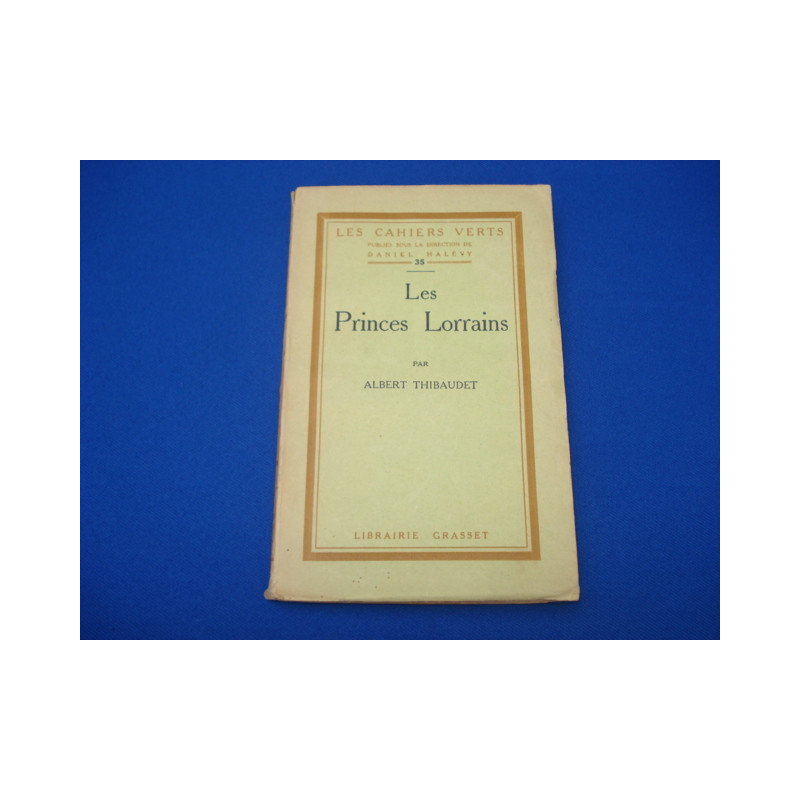 LES CAHIERS VERTS
PUBLIÉS SOUS LA DIRECTION DE
DANIEL HALÉVY
35
Les
Princes Lorrains
PAR
ALBERT THIBAUDET
LIBRAIRIE GRASSET